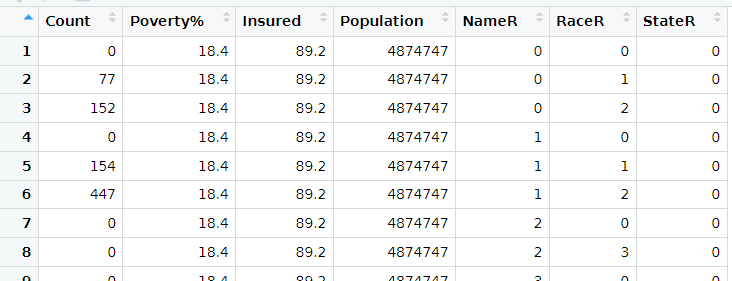 Count Poverty% Insured Population NameR RaceR StateR
1 0 18.4 89.2 4874747 0 0 0
2 77 18.4 89.2 4874747 0 1 0
3 152 18.4 89.2 4874747 0 2 0
4 0 18.4 89.2 4874747 1 0 0
5 154 18.4 89.2 4874747 1 1 0
6 447 18.4 89.2 4874747 1 2 0
7 0 18.4 89.2 4874747 2 0 0
8 0 18.4 89.2 4874747 2 3 0
9 0 18.4 89.2 4874747 3 0 0